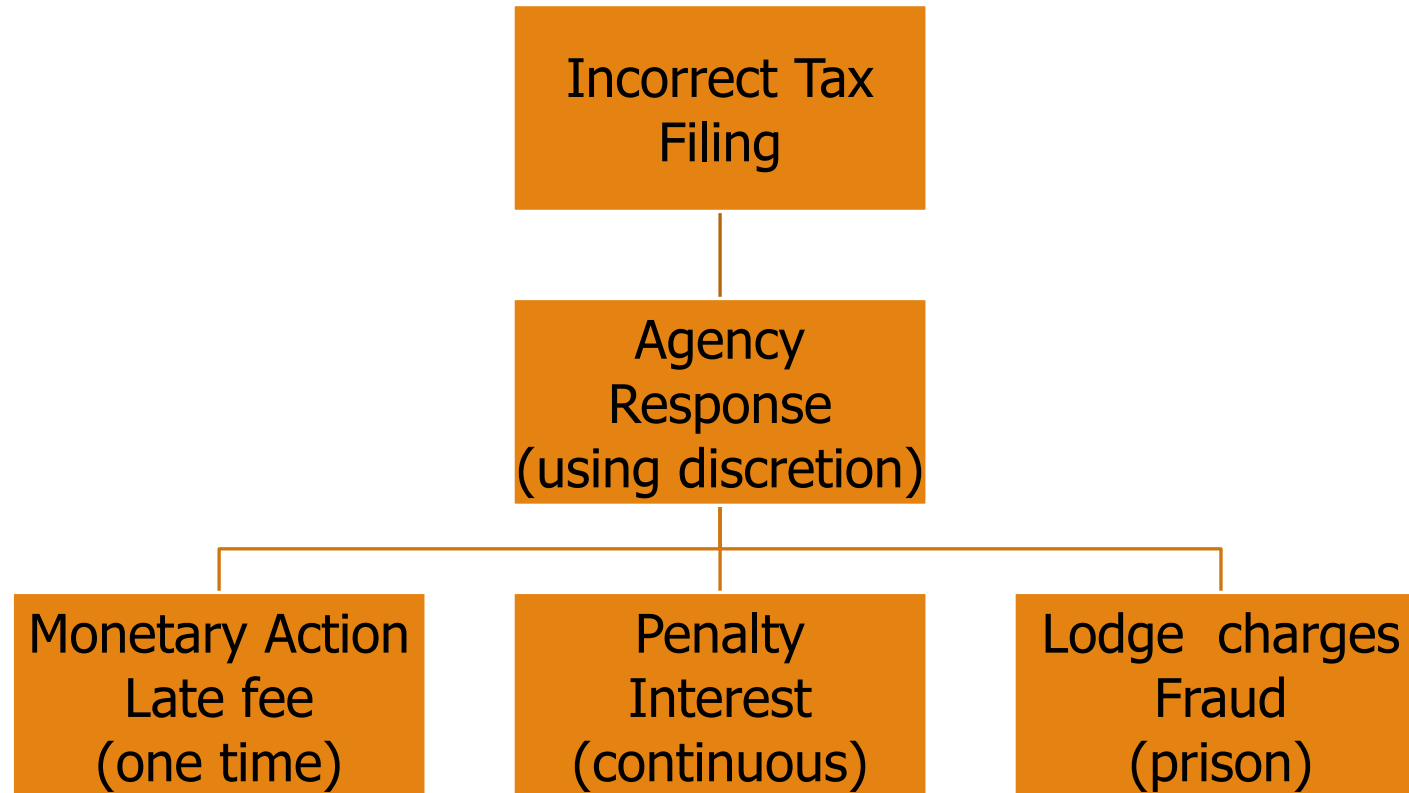 Incorrect Tax
Filing
Agency
Response
(using discretion)
Monetary Action
Late fee
(one time)
Penalty
Interest
(continuous)
Lodge charges
Fraud
(prison)